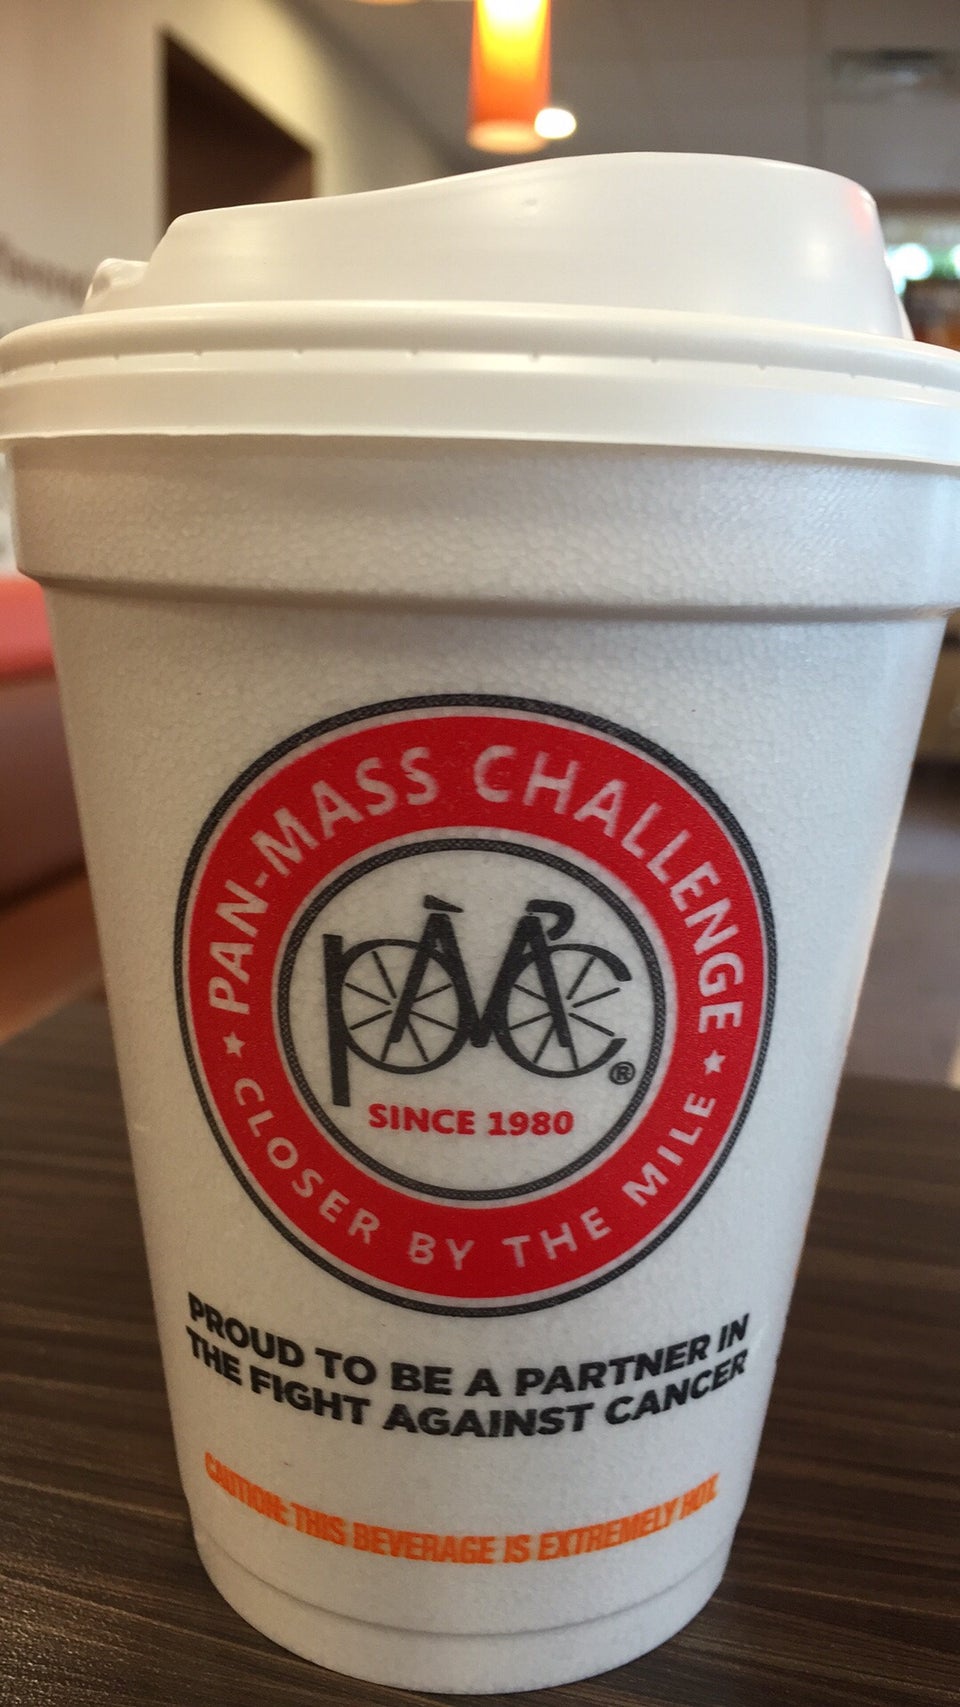 PAN-MASS CHALLENGE
pmc®
SINCE 1980
CLOSER BY THE MILE
PROUD TO BE A PARTNER IN
THE FIGHT AGAINST CANCER
CAUTION: THIS BEVERAGE IS EXTREMELY HOT.